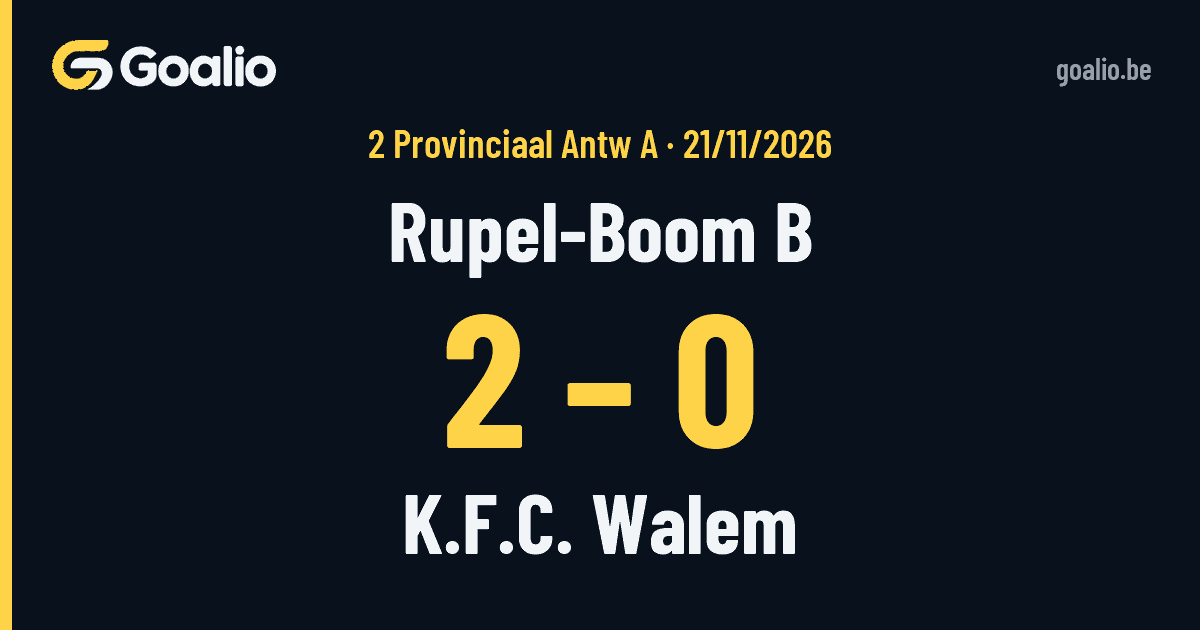 Goalio
goalio.be
2 Provinciaal Antw A · 21/11/2026
Rupel-Boom B
2 – 0
K.F.C. Walem